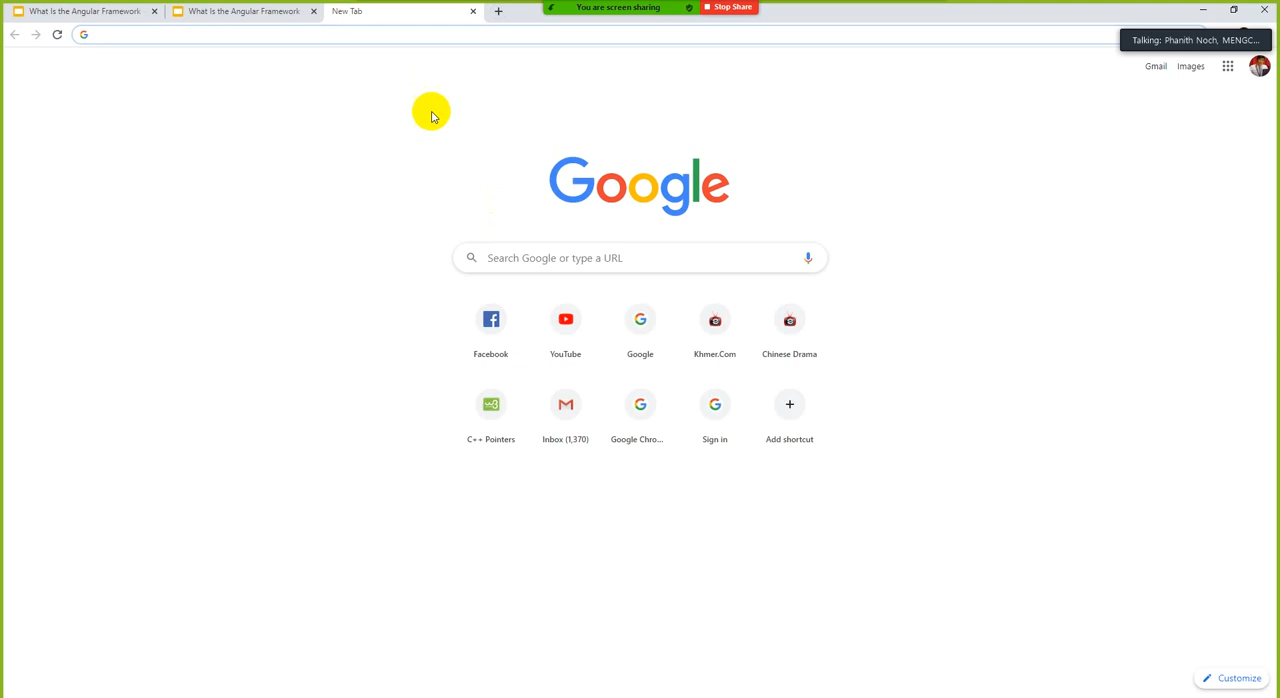 What Is the Angular Framework
What Is the Angular Framework
New Tab
You are screen sharing
Stop Share
Talking: Phanith Noch, MENGC...
Gmail
Images
Google
Search Google or type a URL
Facebook
YouTube
Google
Khmer.Com
Chinese Drama
C++ Pointers
Inbox (1,370)
Google Chro...
Sign in
Add shortcut
Customize